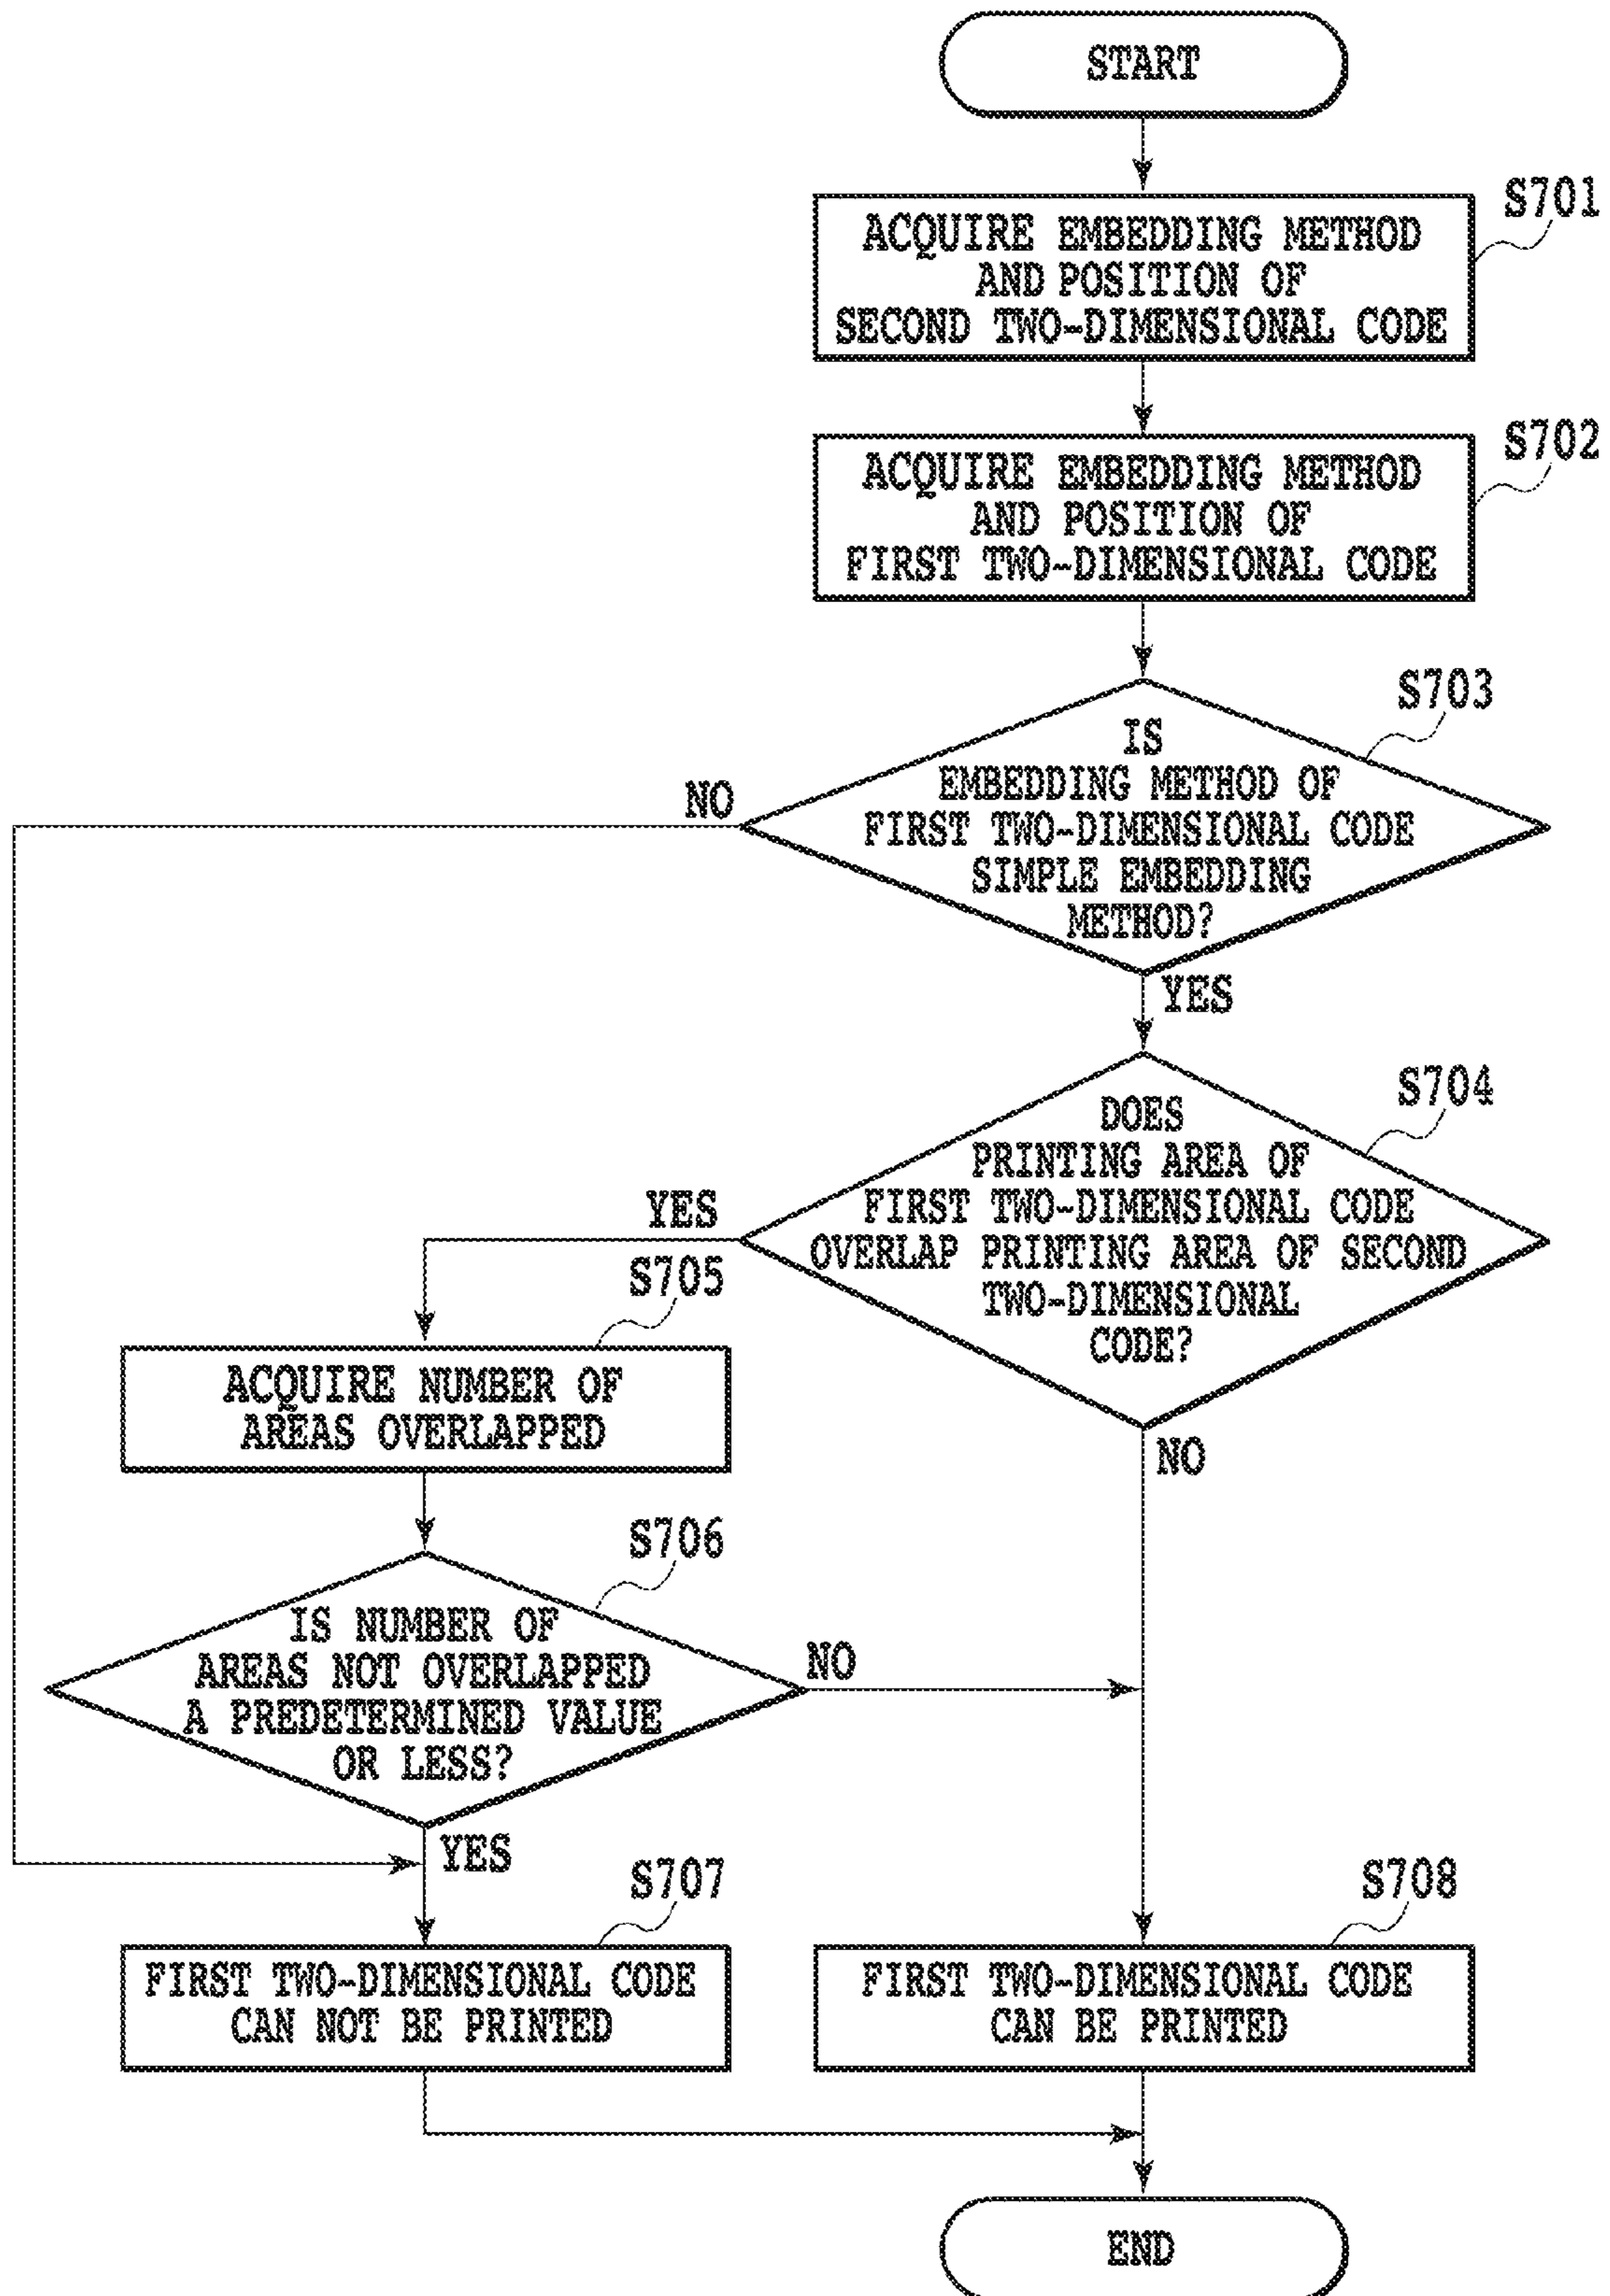 START
S701
ACQUIRE EMBEDDING METHOD
AND POSITION OF
SECOND TWO-DIMENSIONAL CODE
S702
ACQUIRE EMBEDDING METHOD
AND POSITION OF
FIRST TWO-DIMENSIONAL CODE
S703
IS
EMBEDDING METHOD OF
FIRST TWO-DIMENSIONAL CODE
SIMPLE EMBEDDING
METHOD?
NO
YES
S704
DOES
PRINTING AREA OF
FIRST TWO-DIMENSIONAL CODE
OVERLAP PRINTING AREA OF SECOND
TWO-DIMENSIONAL
CODE?
YES
NO
S705
ACQUIRE NUMBER OF
AREAS OVERLAPPED
S706
IS NUMBER OF
AREAS NOT OVERLAPPED
A PREDETERMINED VALUE
OR LESS?
NO
YES
S707
FIRST TWO-DIMENSIONAL CODE
CAN NOT BE PRINTED
S708
FIRST TWO-DIMENSIONAL CODE
CAN BE PRINTED
END